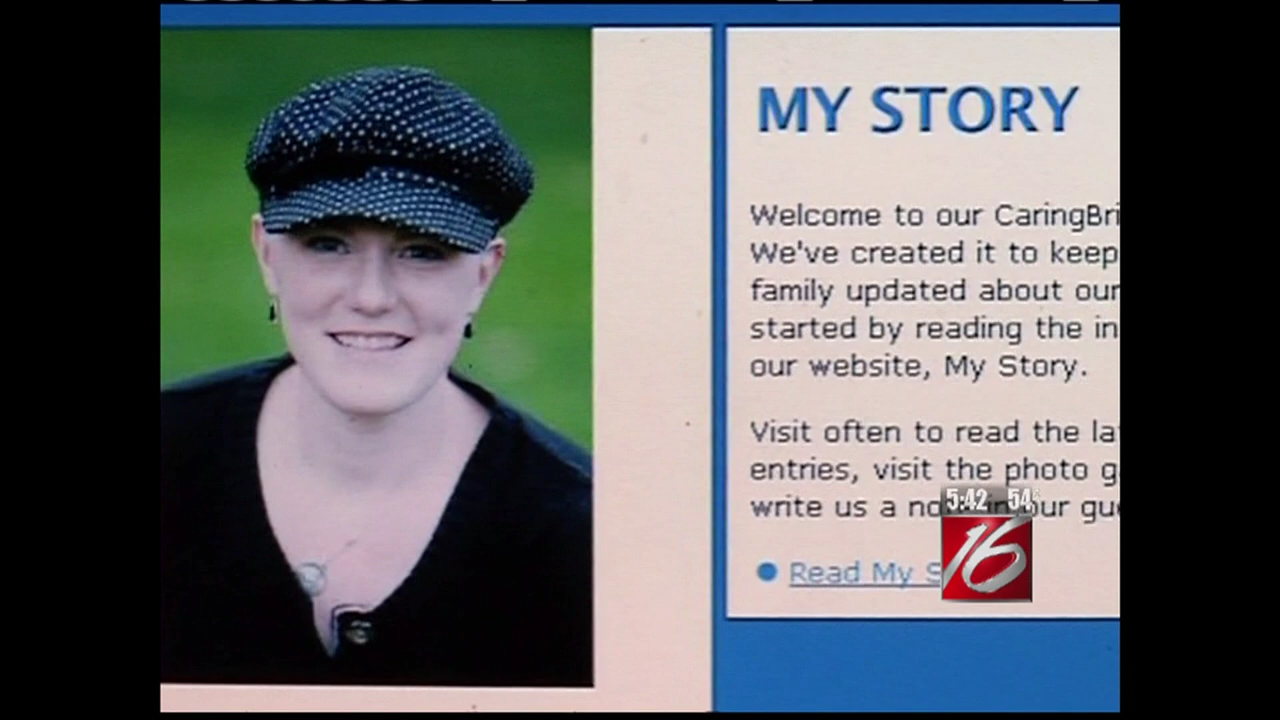 MY STORY
Welcome to our CaringBri
We've created it to keep
family updated about our
started by reading the in
our website, My Story.
Visit often to read the la
entries, visit the photo g
write us a no in our gu
5:42 54°
16
Read My S